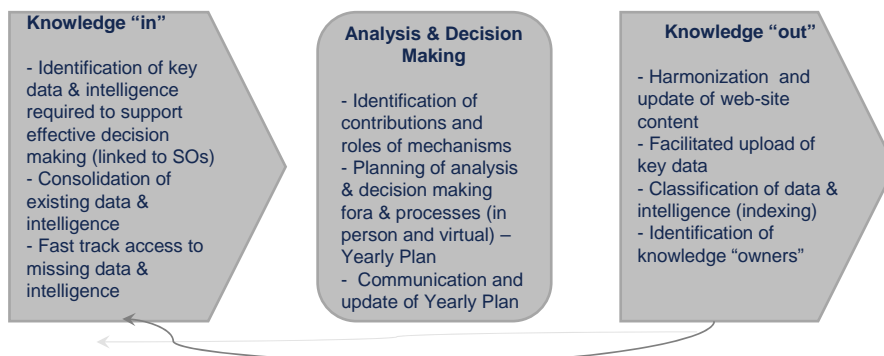 Knowledge “in”
- Identification of key
data & intelligence
required to support
effective decision
making (linked to SOs)
- Consolidation of
existing data &
intelligence
- Fast track access to
missing data &
intelligence
Analysis & Decision
Making
- Identification of
contributions and
roles of mechanisms
- Planning of analysis
& decision making
fora & processes (in
person and virtual) –
Yearly Plan
- Communication and
update of Yearly Plan
Knowledge “out”
- Harmonization and
update of web-site
content
- Facilitated upload of
key data
- Classification of data &
intelligence (indexing)
- Identification of
knowledge “owners”